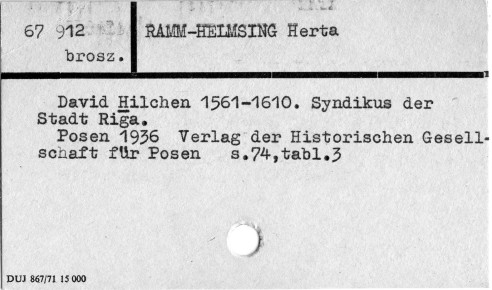 67 912 RAMM-HELMSING Herta
brosz.
David Hilchen 1561-1610. Syndikus der
Stadt Riga.
Posen 1936 Verlag der Historischen Gesell-
schaft für Posen s.74,tabl.3
DUJ 867/71 15 000